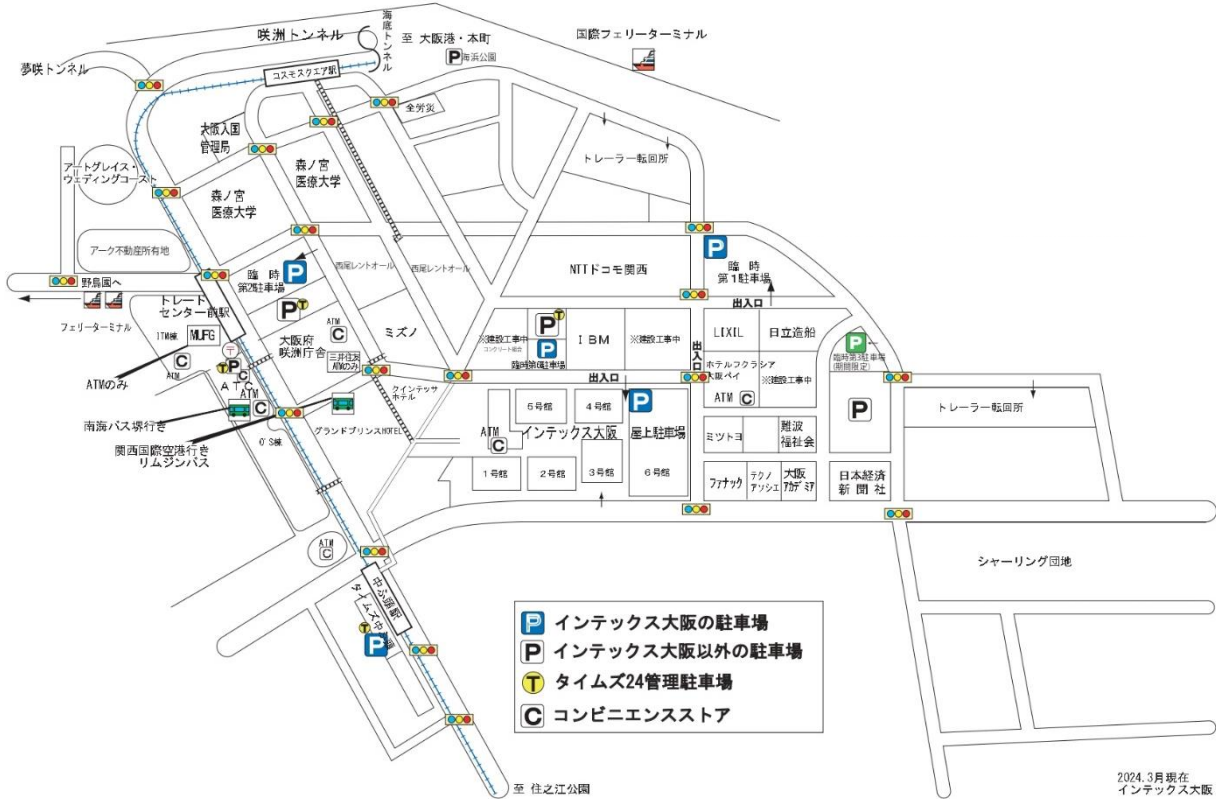 海底トンネル
咲洲トンネル
至 大阪港・本町
国際フェリーターミナル
夢咲トンネル
P
海浜公園
コスモスクエア駅
全労災
大阪入国
管理局
トレーラー転回所
アートグレイス・
ウェディングコースト
森ノ宮
医療大学
森ノ宮
医療大学
アーク不動産所有地
臨時
第2駐車場
P
西尾レントオール
西尾レントオール
NTTドコモ関西
P
臨時
第1駐車場
野鳥園へ
フェリーターミナル
トレード
センター前駅
ITM棟
MUFG
P
T
大阪府
咲洲庁舎
ATM
C
ミズノ
三井住友
ATMのみ
※建設工事中
コンクリート組合
P
T
P
臨時第6駐車場
IBM
※建設工事中
出入口
出入口
出入口
LIXIL
日立造船
ホテルフクラシア
大阪ベイ
※建設工事中
ATM C
P
臨時第3駐車場
(期間限定)
P
トレーラー転回所
ATMのみ
ATM
C
〒
T
P
C
ATC
ATM
C
南海バス堺行き
関西国際空港行き
リムジンバス
O'S棟
クインテッサ
ホテル
グランドプリンスHOTEL
5号館
4号館
P
ATM
C
インテックス大阪
屋上駐車場
1号館
2号館
3号館
6号館
ミツトヨ
難波
福祉会
ファナック
テクノ
アソシエ
大阪
アカデミア
日本経済
新聞社
ATM
C
中ふ頭駅
タイムズ中
T
P
シャーリング団地
P インテックス大阪の駐車場
P インテックス大阪以外の駐車場
T タイムズ24管理駐車場
C コンビニエンスストア
至 住之江公園
2024.3月現在
インテックス大阪